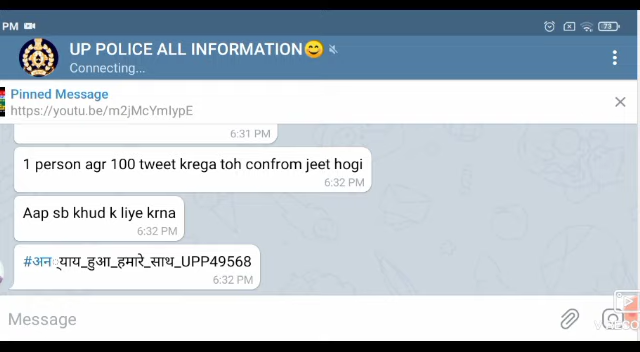 PM
73
UP POLICE ALL INFORMATION😊
Connecting...
Pinned Message
https://youtu.be/m2jMcYmIypE
6:31 PM
1 person agr 100 tweet krega toh confrom jeet hogi
6:32 PM
Aap sb khud k liye krna
6:32 PM
#अन्याय_हुआ_हमारे_साथ_UPP49568
6:32 PM
Message